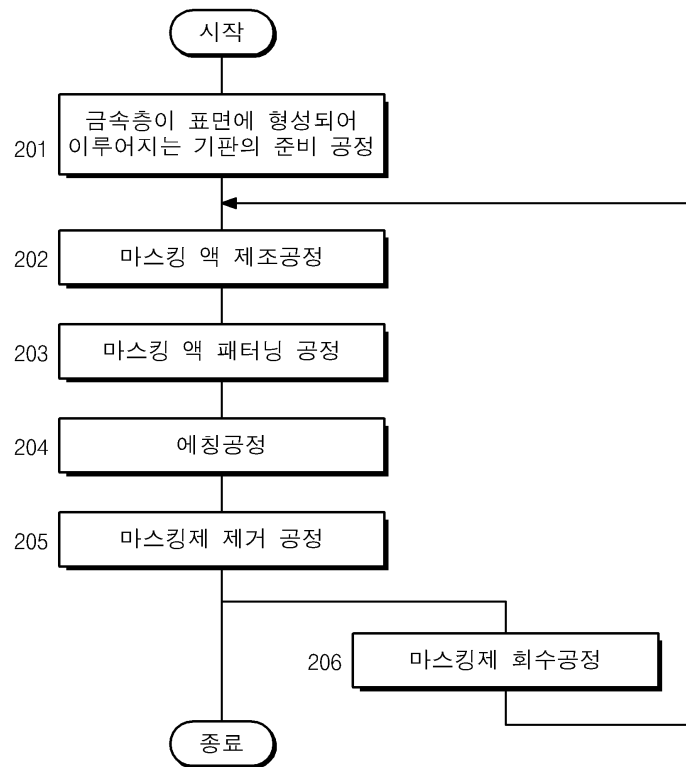 시작
금속층이 표면에 형성되어
이루어지는 기판의 준비 공정
201
마스킹 액 제조공정
202
마스킹 액 패터닝 공정
203
에칭공정
204
마스킹제 제거 공정
205
마스킹제 회수공정
206
종료